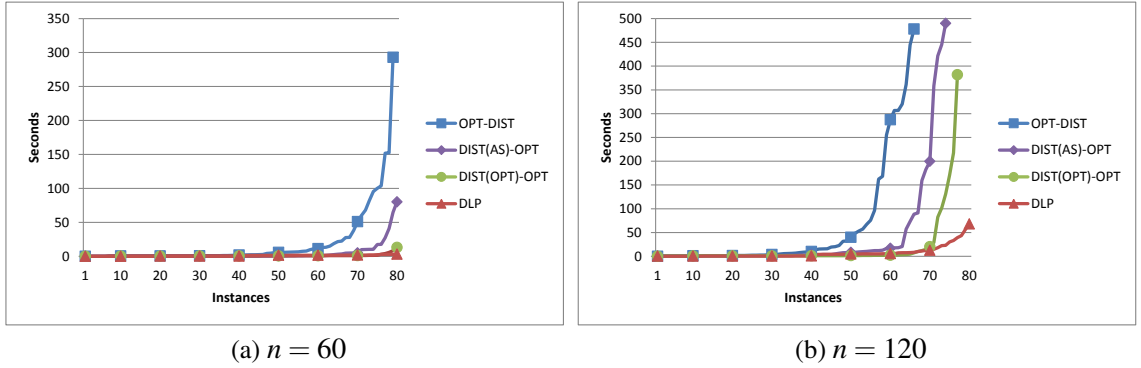 350
300
250
200
150
100
50
0
Seconds
1 10 20 30 40 50 60 70 80
Instances
OPT-DIST
DIST(AS)-OPT
DIST(OPT)-OPT
DLP
(a) n = 60
500
450
400
350
300
250
200
150
100
50
0
Seconds
1 10 20 30 40 50 60 70 80
Instances
OPT-DIST
DIST(AS)-OPT
DIST(OPT)-OPT
DLP
(b) n = 120